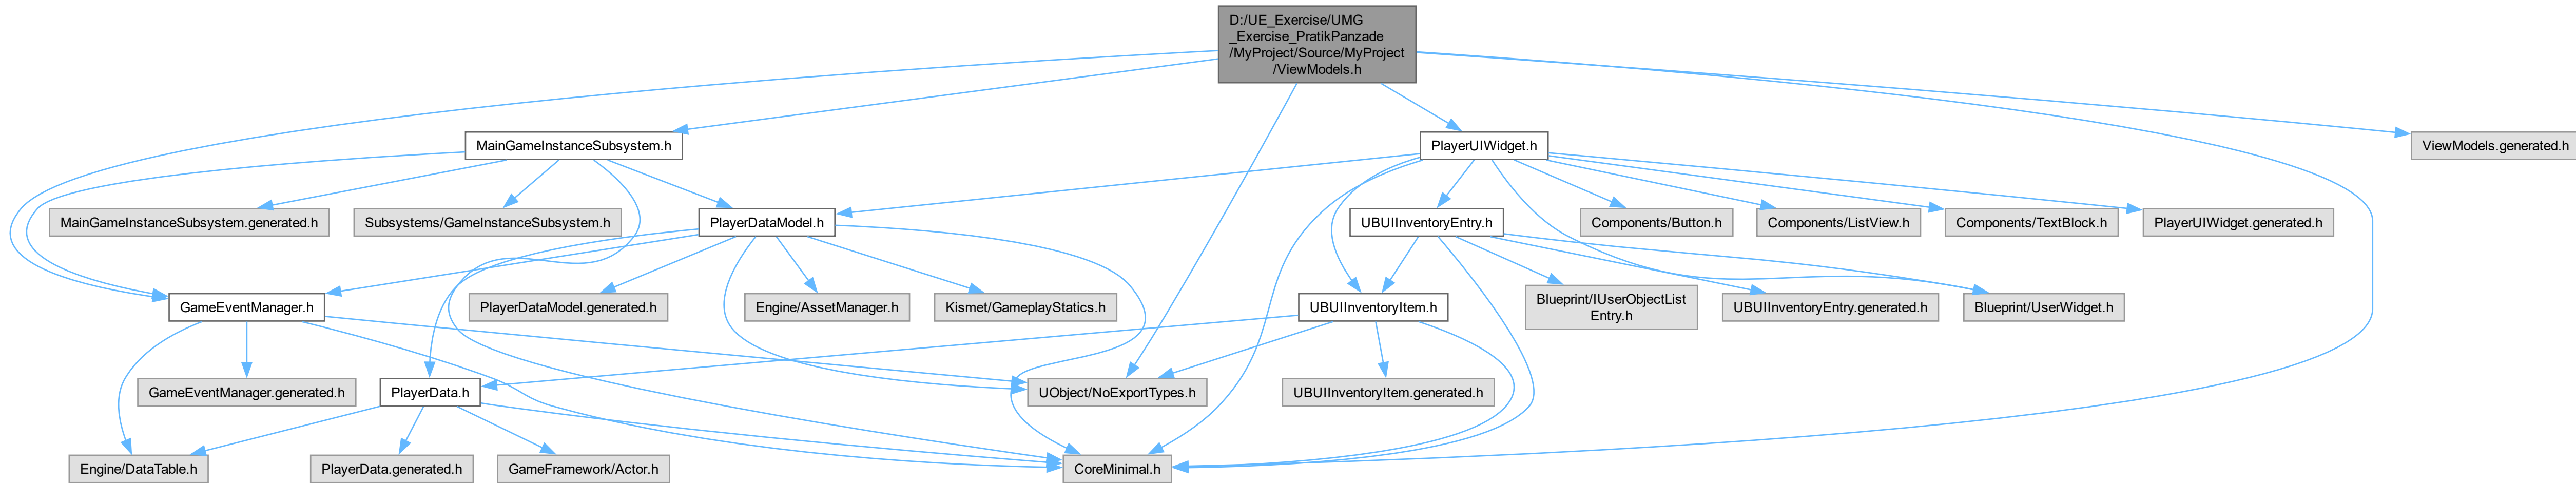 D:/UE_Exercise/UMG
_Exercise_PratikPanzade
/MyProject/Source/MyProject
/ViewModels.h
MainGameInstanceSubsystem.h
PlayerUIWidget.h
ViewModels.generated.h
MainGameInstanceSubsystem.generated.h
Subsystems/GameInstanceSubsystem.h
PlayerDataModel.h
UBUIInventoryEntry.h
Components/Button.h
Components/ListView.h
Components/TextBlock.h
PlayerUIWidget.generated.h
GameEventManager.h
PlayerDataModel.generated.h
Engine/AssetManager.h
Kismet/GameplayStatics.h
UBUIInventoryItem.h
Blueprint/IUserObjectList
Entry.h
UBUIInventoryEntry.generated.h
Blueprint/UserWidget.h
GameEventManager.generated.h
PlayerData.h
UObject/NoExportTypes.h
UBUIInventoryItem.generated.h
Engine/DataTable.h
PlayerData.generated.h
GameFramework/Actor.h
CoreMinimal.h